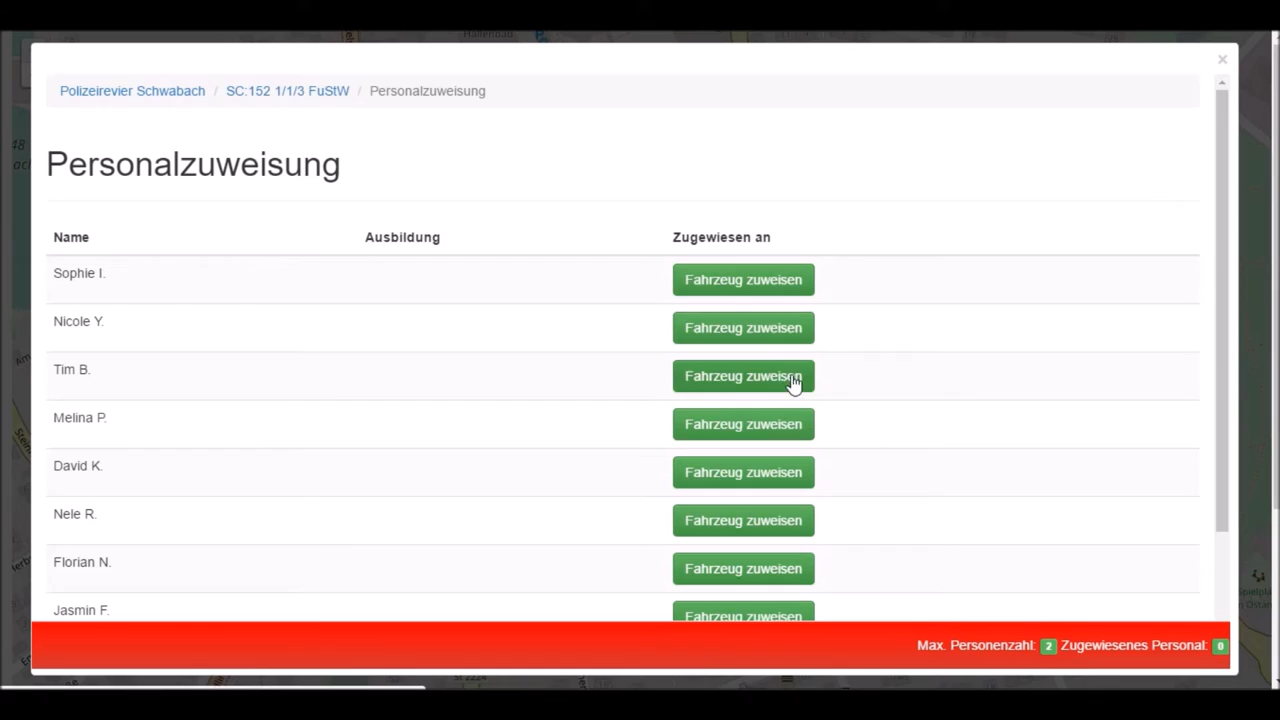 Polizeirevier Schwabach / SC:152 1/1/3 FuStW / Personalzuweisung
×
Personalzuweisung
Name Ausbildung Zugewiesen an
Sophie I. Fahrzeug zuweisen
Nicole Y. Fahrzeug zuweisen
Tim B. Fahrzeug zuweisen
Melina P. Fahrzeug zuweisen
David K. Fahrzeug zuweisen
Nele R. Fahrzeug zuweisen
Florian N. Fahrzeug zuweisen
Jasmin F. Fahrzeug zuweisen
Max. Personenzahl: 2 Zugewiesenes Personal: 0